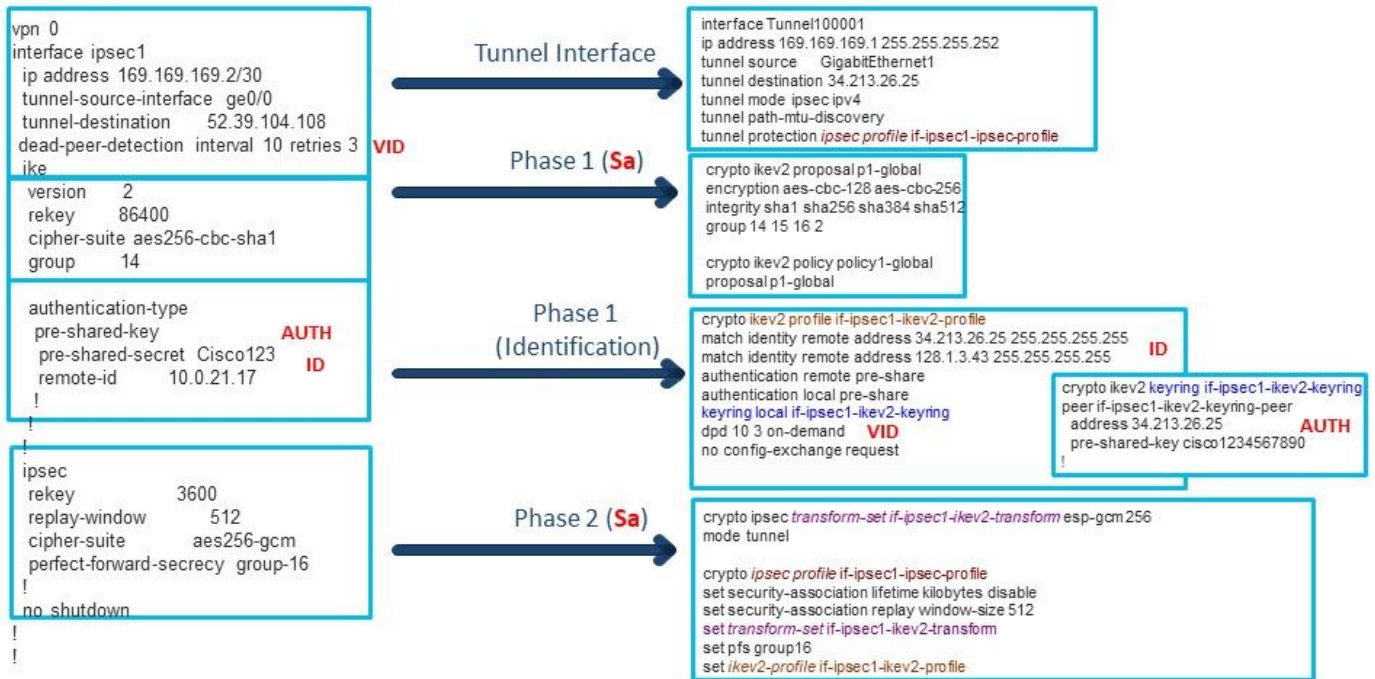 vpn 0
interface ipsec1
ip address 169.169.169.2/30
tunnel-source-interface ge0/0
tunnel-destination 52.39.104.108
dead-peer-detection interval 10 retries 3 VID
ike
version 2
rekey 86400
cipher-suite aes256-cbc-sha1
group 14
authentication-type
pre-shared-key AUTH
pre-shared-secret Cisco123
ID
remote-id 10.0.21.17
!
!
!
ipsec
rekey 3600
replay-window 512
cipher-suite aes256-gcm
perfect-forward-secrecy group-16
!
no shutdown
!
!
Tunnel Interface
Phase 1 (Sa)
Phase 1
(Identification)
Phase 2 (Sa)
interface Tunnel100001
ip address 169.169.169.1 255.255.255.252
tunnel source GigabitEthernet1
tunnel destination 34.213.26.25
tunnel mode ipsec ipv4
tunnel path-mtu-discovery
tunnel protection ipsec profile if-ipsec1-ipsec-profile
crypto ikev2 proposal p1-global
encryption aes-cbc-128 aes-cbc-256
integrity sha1 sha256 sha384 sha512
group 14 15 16 2
crypto ikev2 policy policy1-global
proposal p1-global
crypto ikev2 profile if-ipsec1-ikev2-profile
match identity remote address 34.213.26.25 255.255.255.255
match identity remote address 128.1.3.43 255.255.255.255
ID
authentication remote pre-share
authentication local pre-share
keyring local if-ipsec1-ikev2-keyring
dpd 10 3 on-demand VID
no config-exchange request
crypto ikev2 keyring if-ipsec1-ikev2-keyring
peer if-ipsec1-ikev2-keyring-peer
address 34.213.26.25
AUTH
pre-shared-key cisco1234567890
!
crypto ipsec transform-set if-ipsec1-ikev2-transform esp-gcm 256
mode tunnel
crypto ipsec profile if-ipsec1-ipsec-profile
set security-association lifetime kilobytes disable
set security-association replay window-size 512
set transform-set if-ipsec1-ikev2-transform
set pfs group16
set ikev2-profile if-ipsec1-ikev2-profile